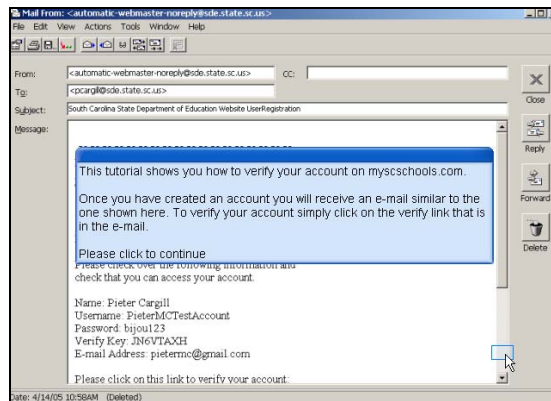 Mail From: <automatic-webmaster-noreply@sde.state.sc.us>
File Edit View Actions Tools Window Help
From: <automatic-webmaster-noreply@sde.state.sc.us> CC:
To: <pcargil@sde.state.sc.us>
Subject: South Carolina State Department of Education Website UserRegistration
Message:
Close
Reply
Forward
Delete
This tutorial shows you how to verify your account on myscschools.com.
Once you have created an account you will receive an e-mail similar to the
one shown here. To verify your account simply click on the verify link that is
in the e-mail.
Please click to continue
Please check over the following information and
check that you can access your account.
Name: Pieter Cargill
Username: PieterMCTestAccount
Password: bijou123
Verify Key: JN6VTAXH
E-mail Address: pietermc@gmail.com
Please click on this link to verify your account:
Date: 4/14/05 10:58AM (Deleted)